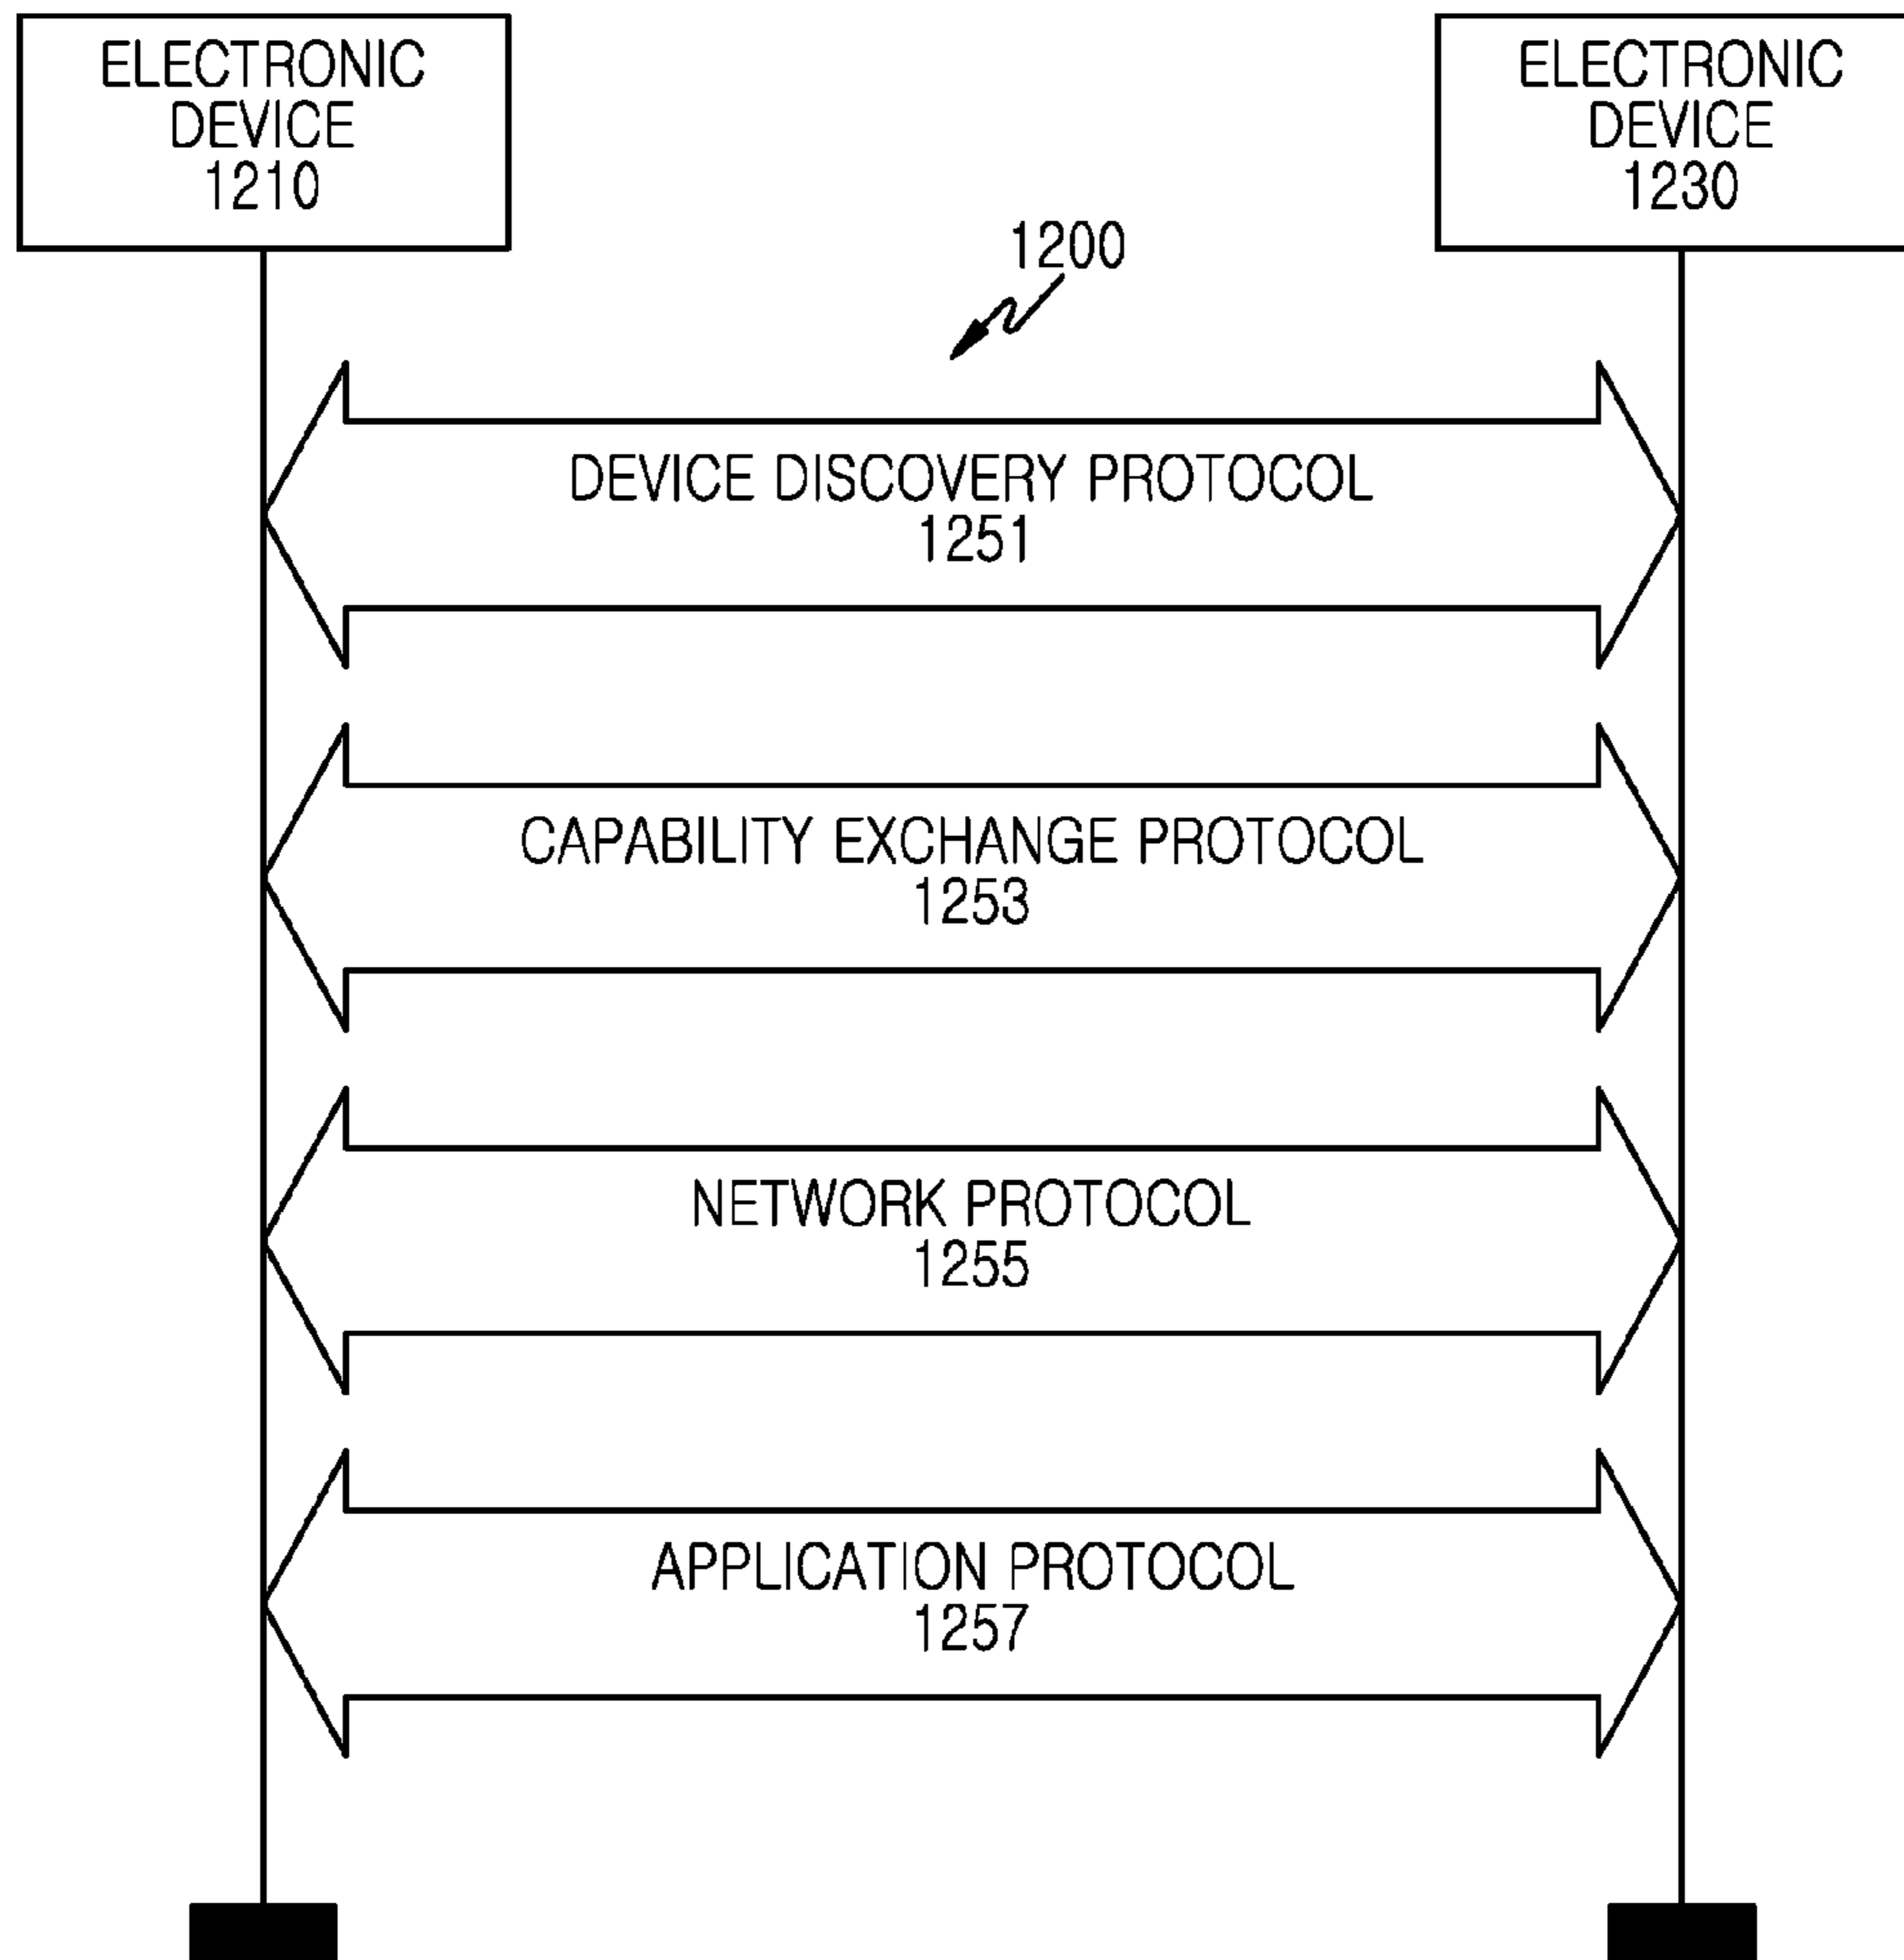 ELECTRONIC
DEVICE
1210
ELECTRONIC
DEVICE
1230
1200
DEVICE DISCOVERY PROTOCOL
1251
CAPABILITY EXCHANGE PROTOCOL
1253
NETWORK PROTOCOL
1255
APPLICATION PROTOCOL
1257